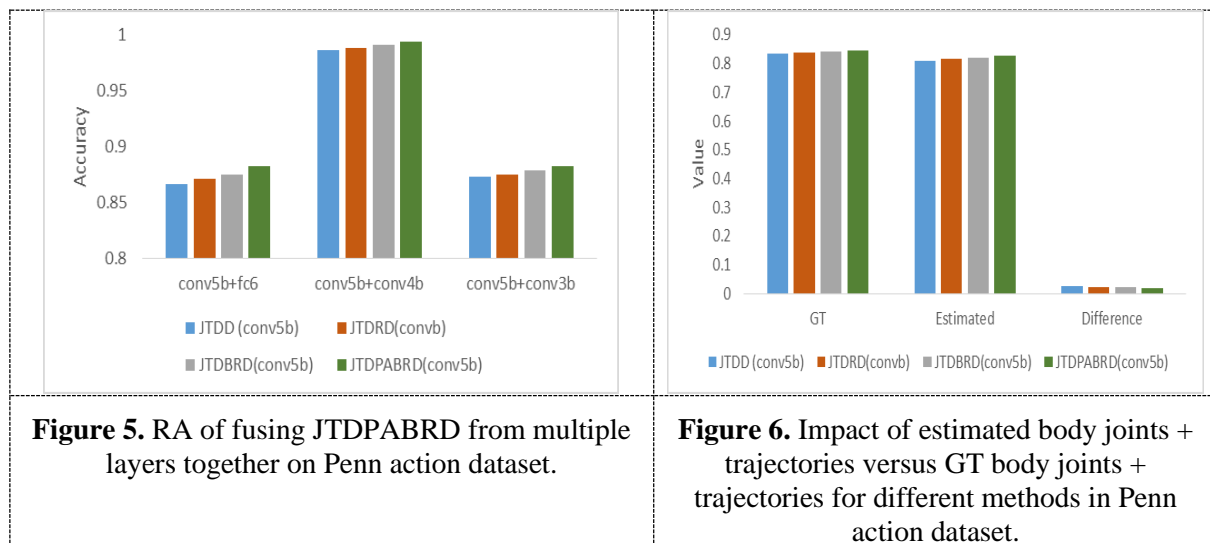 1
0.95
0.9
0.85
0.8
Accuracy
conv5b+fc6
conv5b+conv4b
conv5b+conv3b
JTDD (conv5b)
JTDRD(convb)
JTDBRD(conv5b)
JTDPABRD(conv5b)
Figure 5. RA of fusing JTDPABRD from multiple
layers together on Penn action dataset.
0.9
0.8
0.7
0.6
0.5
0.4
0.3
0.2
0.1
0
Value
GT
Estimated
Difference
JTDD (conv5b)
JTDRD(convb)
JTDBRD(conv5b)
JTDPABRD(conv5b)
Figure 6. Impact of estimated body joints +
trajectories versus GT body joints +
trajectories for different methods in Penn
action dataset.